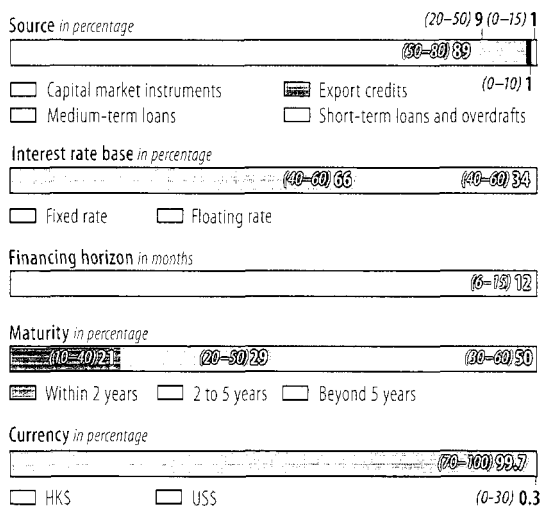 Source in percentage
(20–50) 9 (0–15) 1
(50–80) 89
(0–10) 1
Capital market instruments Export credits
Medium-term loans Short-term loans and overdrafts
Interest rate base in percentage
(40–60) 66 (40–60) 34
Fixed rate Floating rate
Financing horizon in months
(6–15) 12
Maturity in percentage
(10–40) 21 (20–50) 29 (30–60) 50
Within 2 years 2 to 5 years Beyond 5 years
Currency in percentage
(70–100) 99.7
HK$ US$ (0-30) 0.3